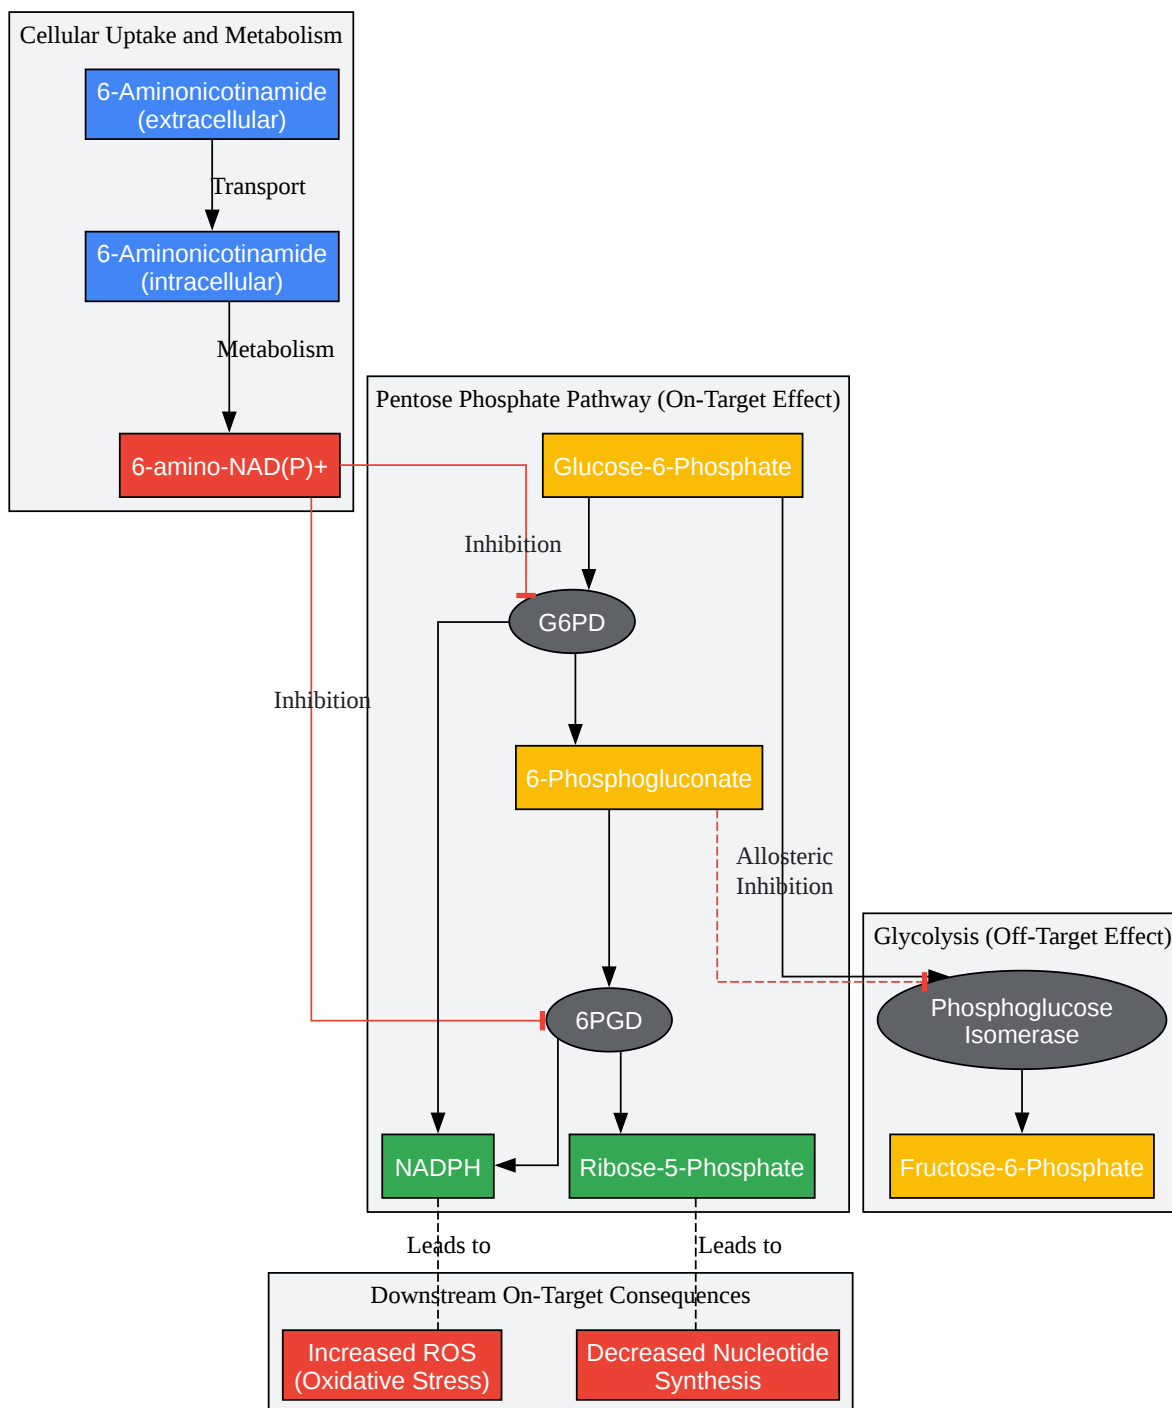 Cellular Uptake and Metabolism
6-Aminonicotinamide
(extracellular)
Transport
6-Aminonicotinamide
(intracellular)
Metabolism
6-amino-NAD(P)+
Pentose Phosphate Pathway (On-Target Effect)
Glucose-6-Phosphate
Inhibition
G6PD
Inhibition
6-Phosphogluconate
Allosteric
Inhibition
6PGD
NADPH
Ribose-5-Phosphate
Glycolysis (Off-Target Effect)
Phosphoglucose
Isomerase
Fructose-6-Phosphate
Leads to
Leads to
Downstream On-Target Consequences
Increased ROS
(Oxidative Stress)
Decreased Nucleotide
Synthesis